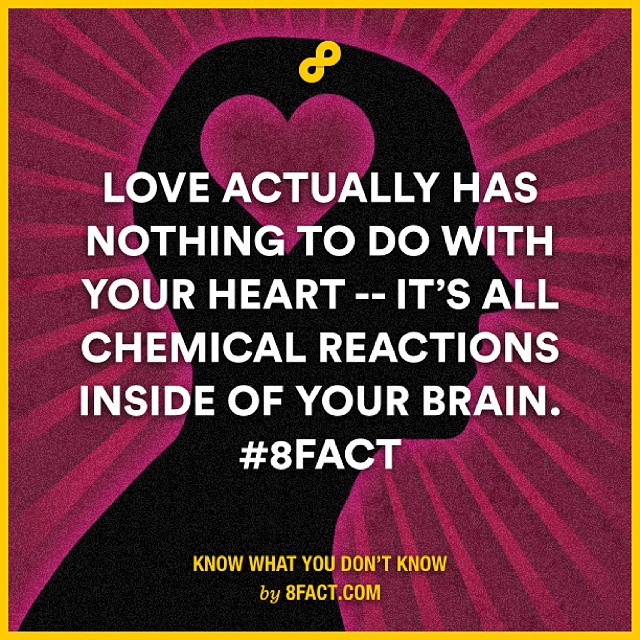 LOVE ACTUALLY HAS
NOTHING TO DO WITH
YOUR HEART -- IT'S ALL
CHEMICAL REACTIONS
INSIDE OF YOUR BRAIN.
#8FACT
KNOW WHAT YOU DON'T KNOW
by 8FACT.COM